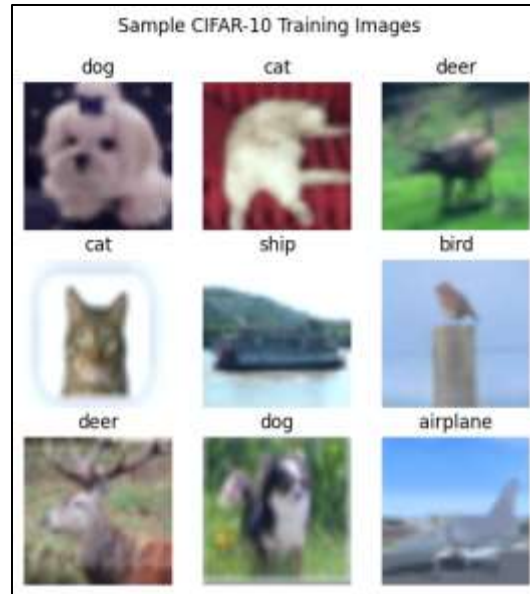 Sample CIFAR-10 Training Images
dog cat deer
cat ship bird
deer dog airplane